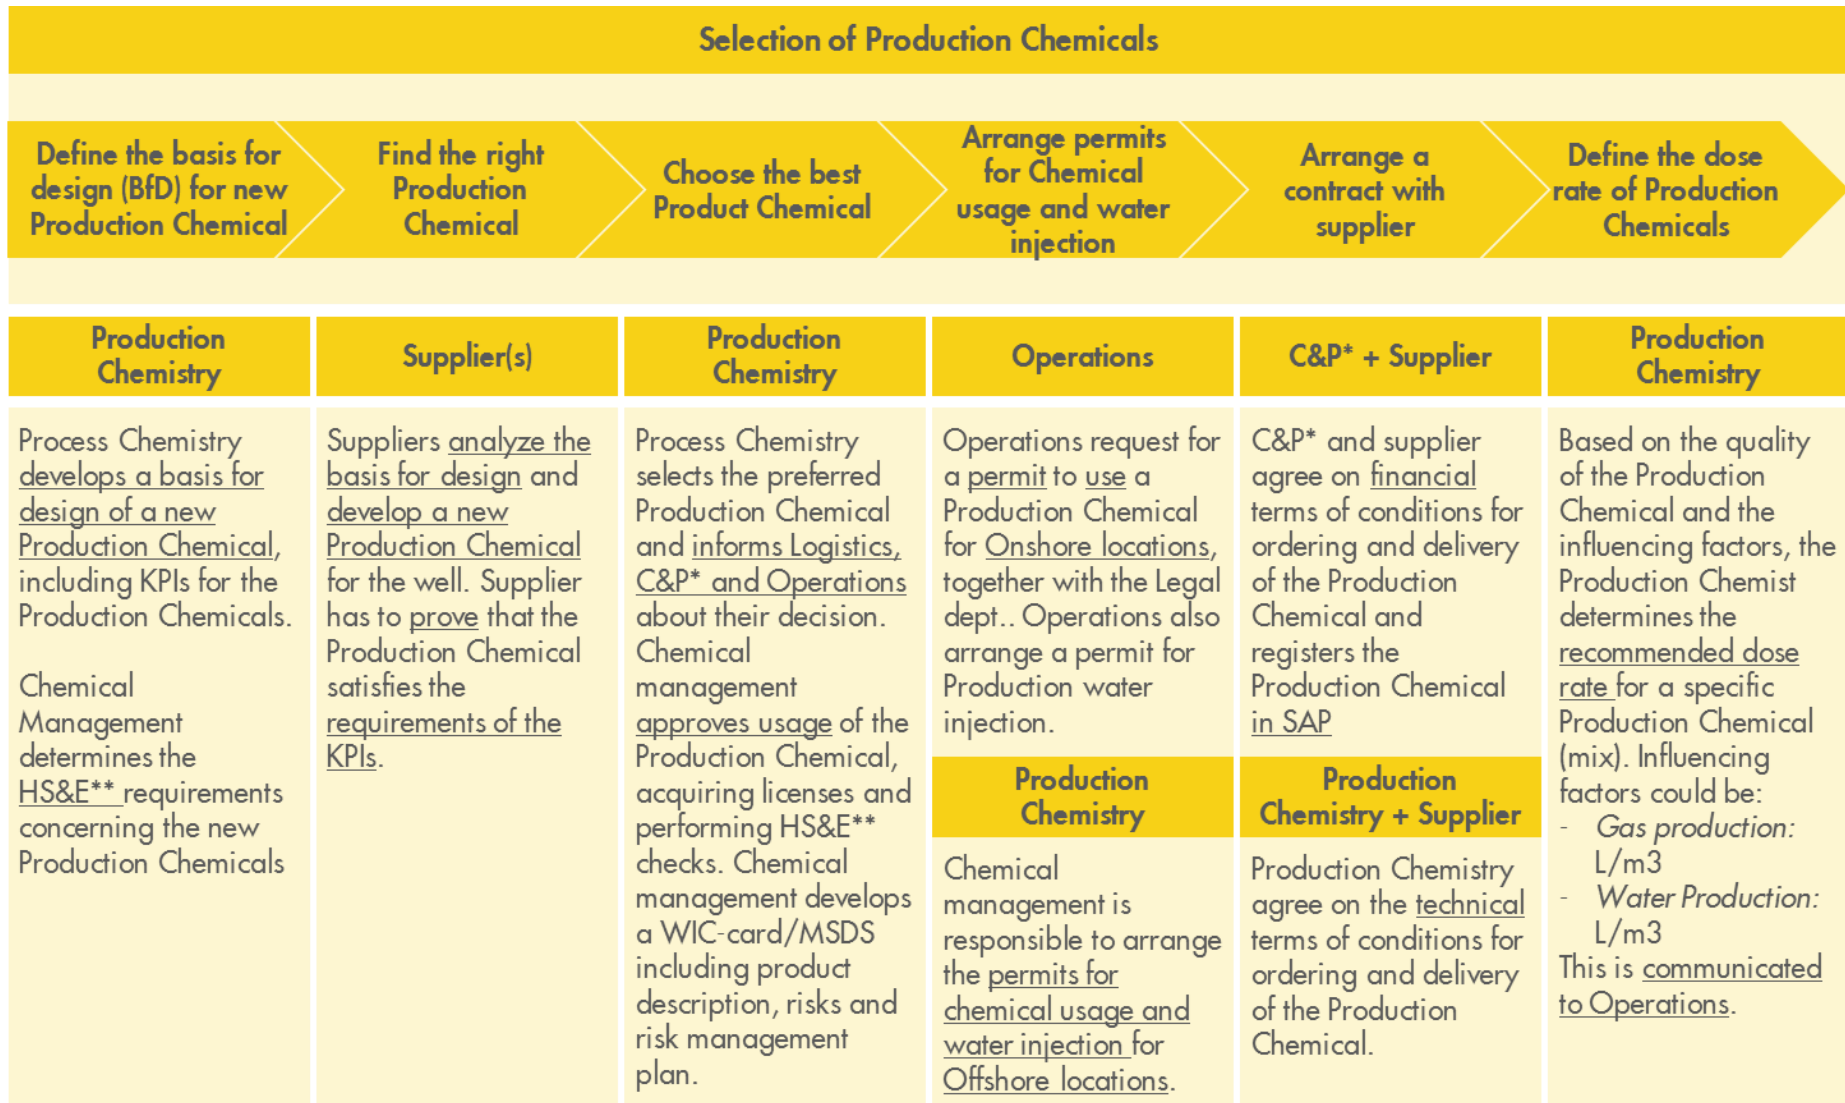 Selection of Production Chemicals
Define the basis for
design (BfD) for new
Production Chemical
Find the right
Production
Chemical
Choose the best
Product Chemical
Arrange permits
for Chemical
usage and water
injection
Arrange a
contract with
supplier
Define the dose
rate of Production
Chemicals
Production
Chemistry
Process Chemistry
develops a basis for
design of a new
Production Chemical,
including KPIs for the
Production Chemicals.
Chemical
Management
determines the
HS&E** requirements
concerning the new
Production Chemicals
Supplier(s)
Suppliers analyze the
basis for design and
develop a new
Production Chemical
for the well. Supplier
has to prove that the
Production Chemical
satisfies the
requirements of the
KPIs.
Production
Chemistry
Process Chemistry
selects the preferred
Production Chemical
and informs Logistics,
C&P* and Operations
about their decision.
Chemical
management
approves usage of the
Production Chemical,
acquiring licenses and
performing HS&E**
checks. Chemical
management develops
a WIC-card/MSDS
including product
description, risks and
risk management
plan.
Operations
Operations request for
a permit to use a
Production Chemical
for Onshore locations,
together with the Legal
dept.. Operations also
arrange a permit for
Production water
injection.
Production
Chemistry
Chemical
management is
responsible to arrange
the permits for
chemical usage and
water injection for
Offshore locations.
C&P* + Supplier
C&P* and supplier
agree on financial
terms of conditions for
ordering and delivery
of the Production
Chemical and
registers the
Production Chemical
in SAP
Production
Chemistry + Supplier
Production Chemistry
agree on the technical
terms of conditions for
ordering and delivery
of the Production
Chemical.
Production
Chemistry
Based on the quality
of the Production
Chemical and the
influencing factors, the
Production Chemist
determines the
recommended dose
rate for a specific
Production Chemical
(mix). Influencing
factors could be:
- Gas production:
L/m3
- Water Production:
L/m3
This is communicated
to Operations.